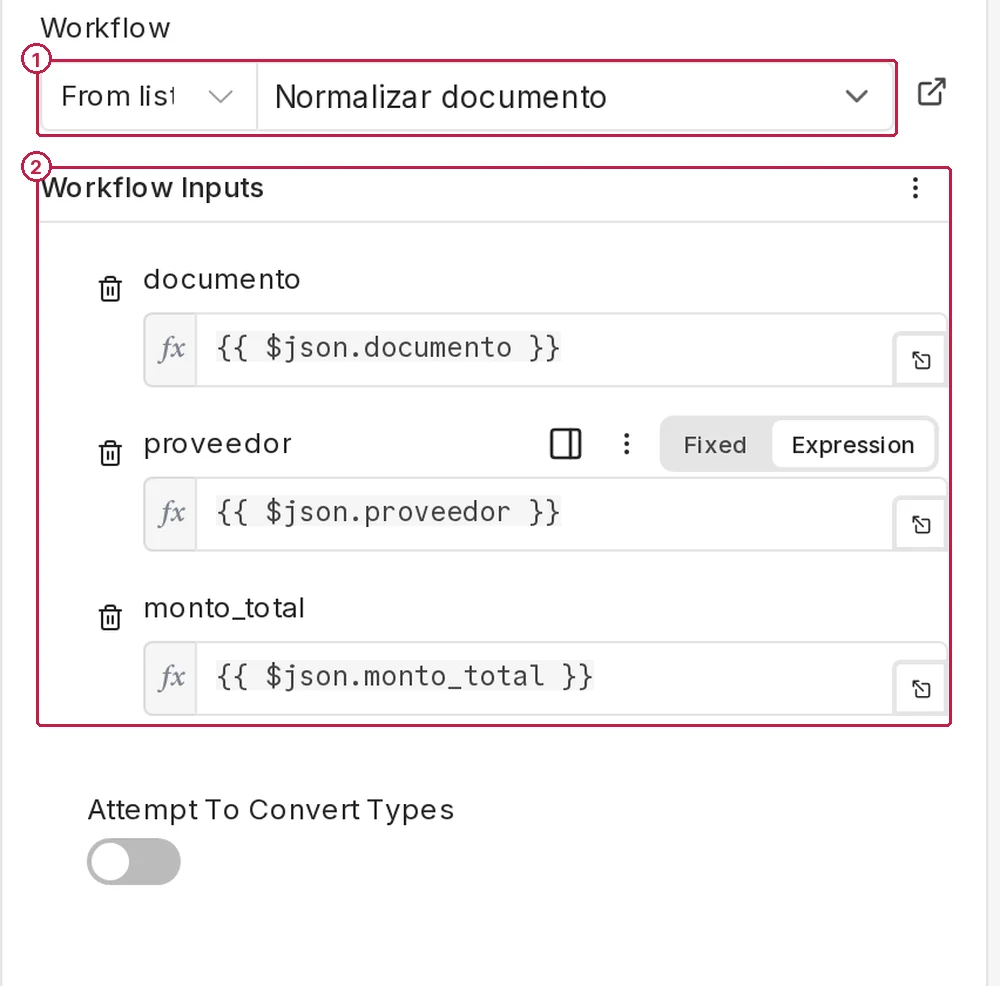 Workflow
1
From list
Normalizar documento
2
Workflow Inputs
documento
fx
{{ $json.documento }}
proveedor
Fixed
Expression
fx
{{ $json.proveedor }}
monto_total
fx
{{ $json.monto_total }}
Attempt To Convert Types